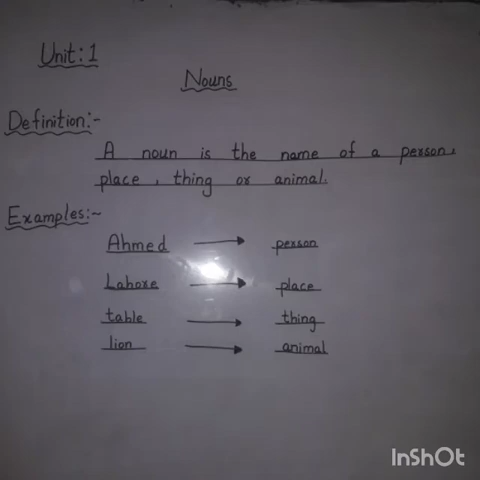 Unit: 1
Nouns
Definition:-
A noun is the name of a person,
place, thing or animal.
Examples:~
Ahmed → person
Lahore → place
table → thing
lion → animal
InShOt